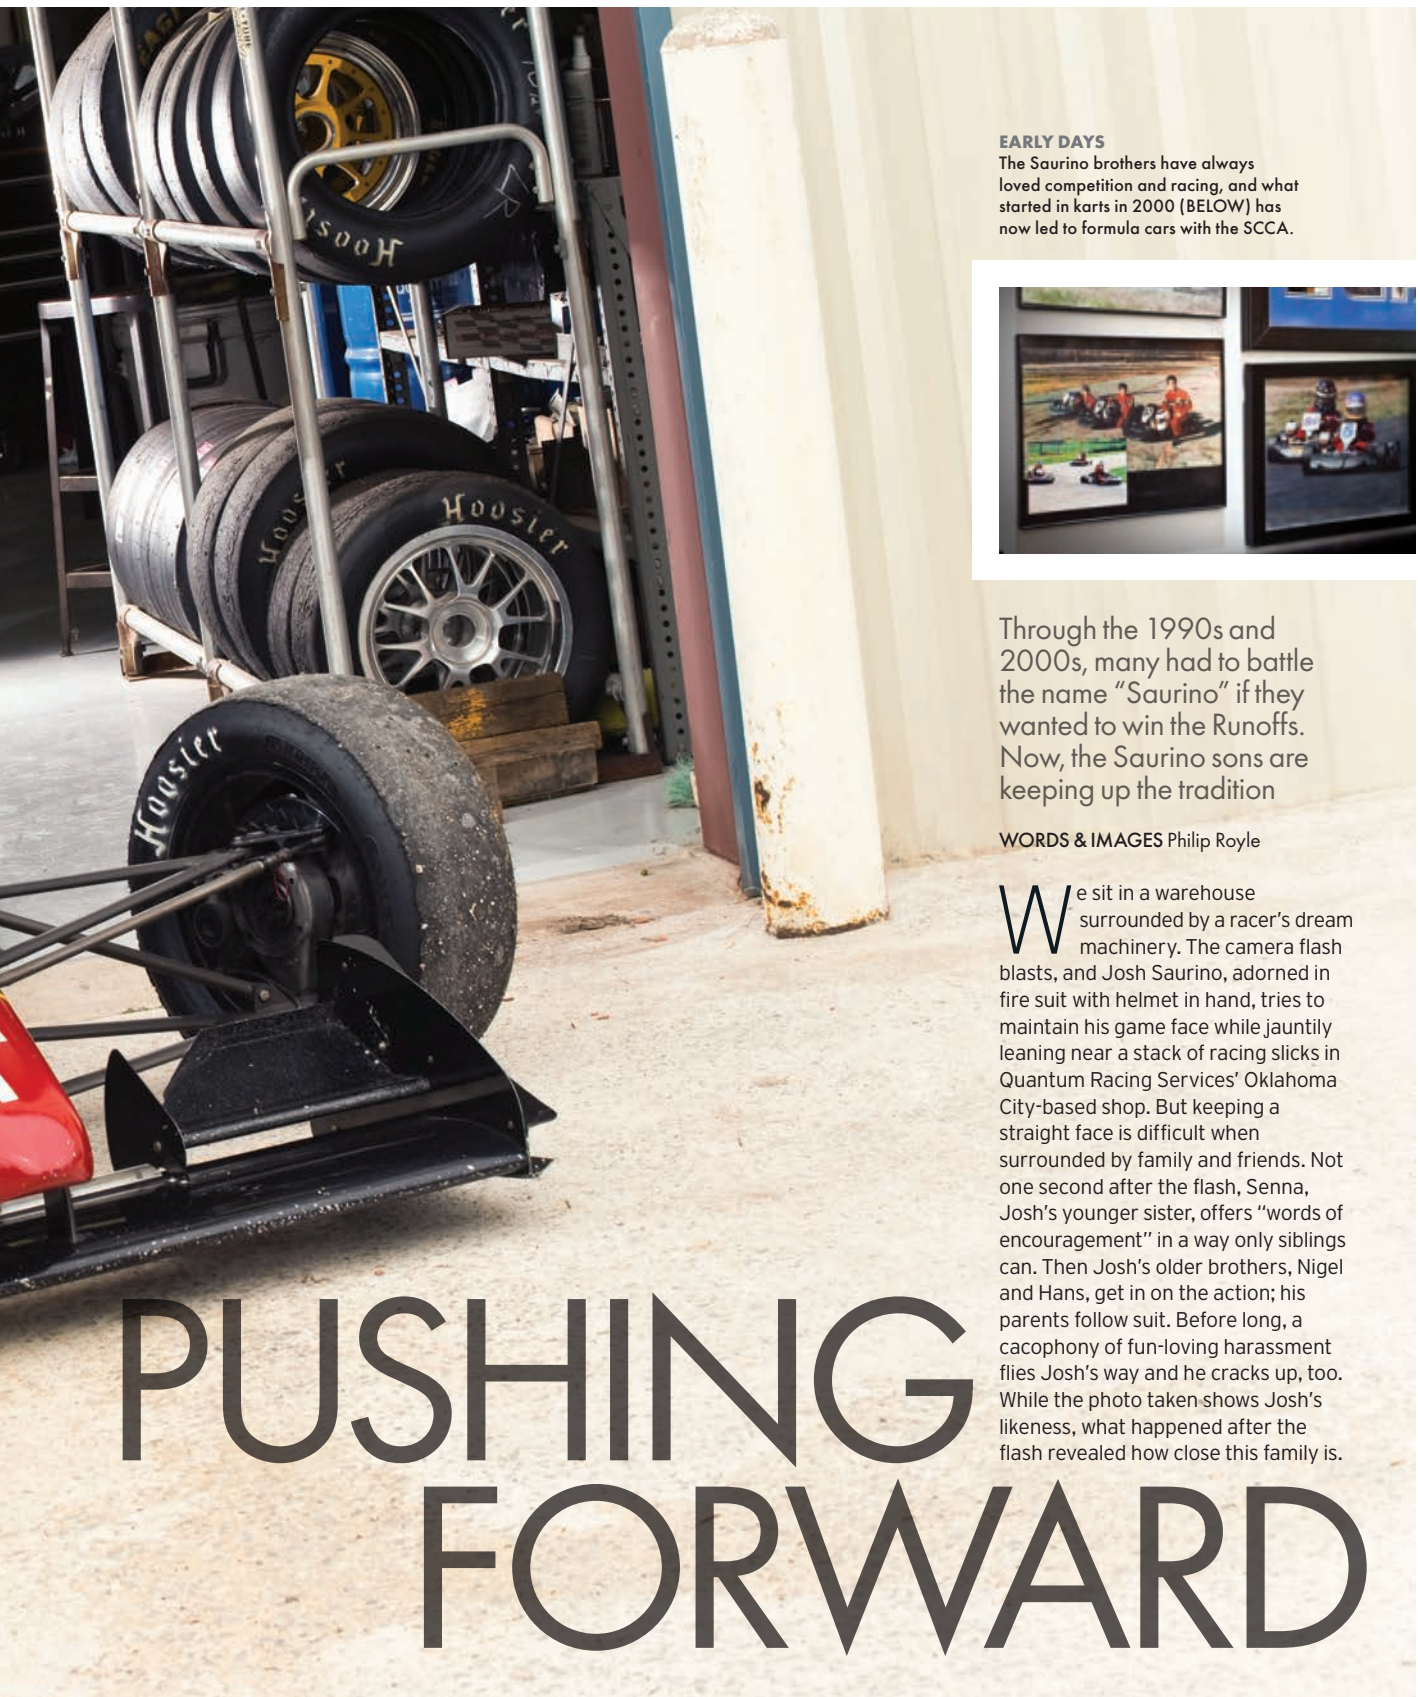 EARLY DAYS
The Saurino brothers have always
loved competition and racing, and what
started in karts in 2000 (BELOW) has
now led to formula cars with the SCCA.
Hoosier
Hoosier
Hoosier
Hoosier
Through the 1990s and
2000s, many had to battle
the name “Saurino” if they
wanted to win the Runoffs.
Now, the Saurino sons are
keeping up the tradition
WORDS & IMAGES Philip Royle
We sit in a warehouse
surrounded by a racer’s dream
machinery. The camera flash
blasts, and Josh Saurino, adorned in
fire suit with helmet in hand, tries to
maintain his game face while jauntily
leaning near a stack of racing slicks in
Quantum Racing Services’ Oklahoma
City-based shop. But keeping a
straight face is difficult when
surrounded by family and friends. Not
one second after the flash, Senna,
Josh’s younger sister, offers “words of
encouragement” in a way only siblings
can. Then Josh’s older brothers, Nigel
and Hans, get in on the action; his
parents follow suit. Before long, a
cacophony of fun-loving harassment
flies Josh’s way and he cracks up, too.
While the photo taken shows Josh’s
likeness, what happened after the
flash revealed how close this family is.
PUSHING
FORWARD